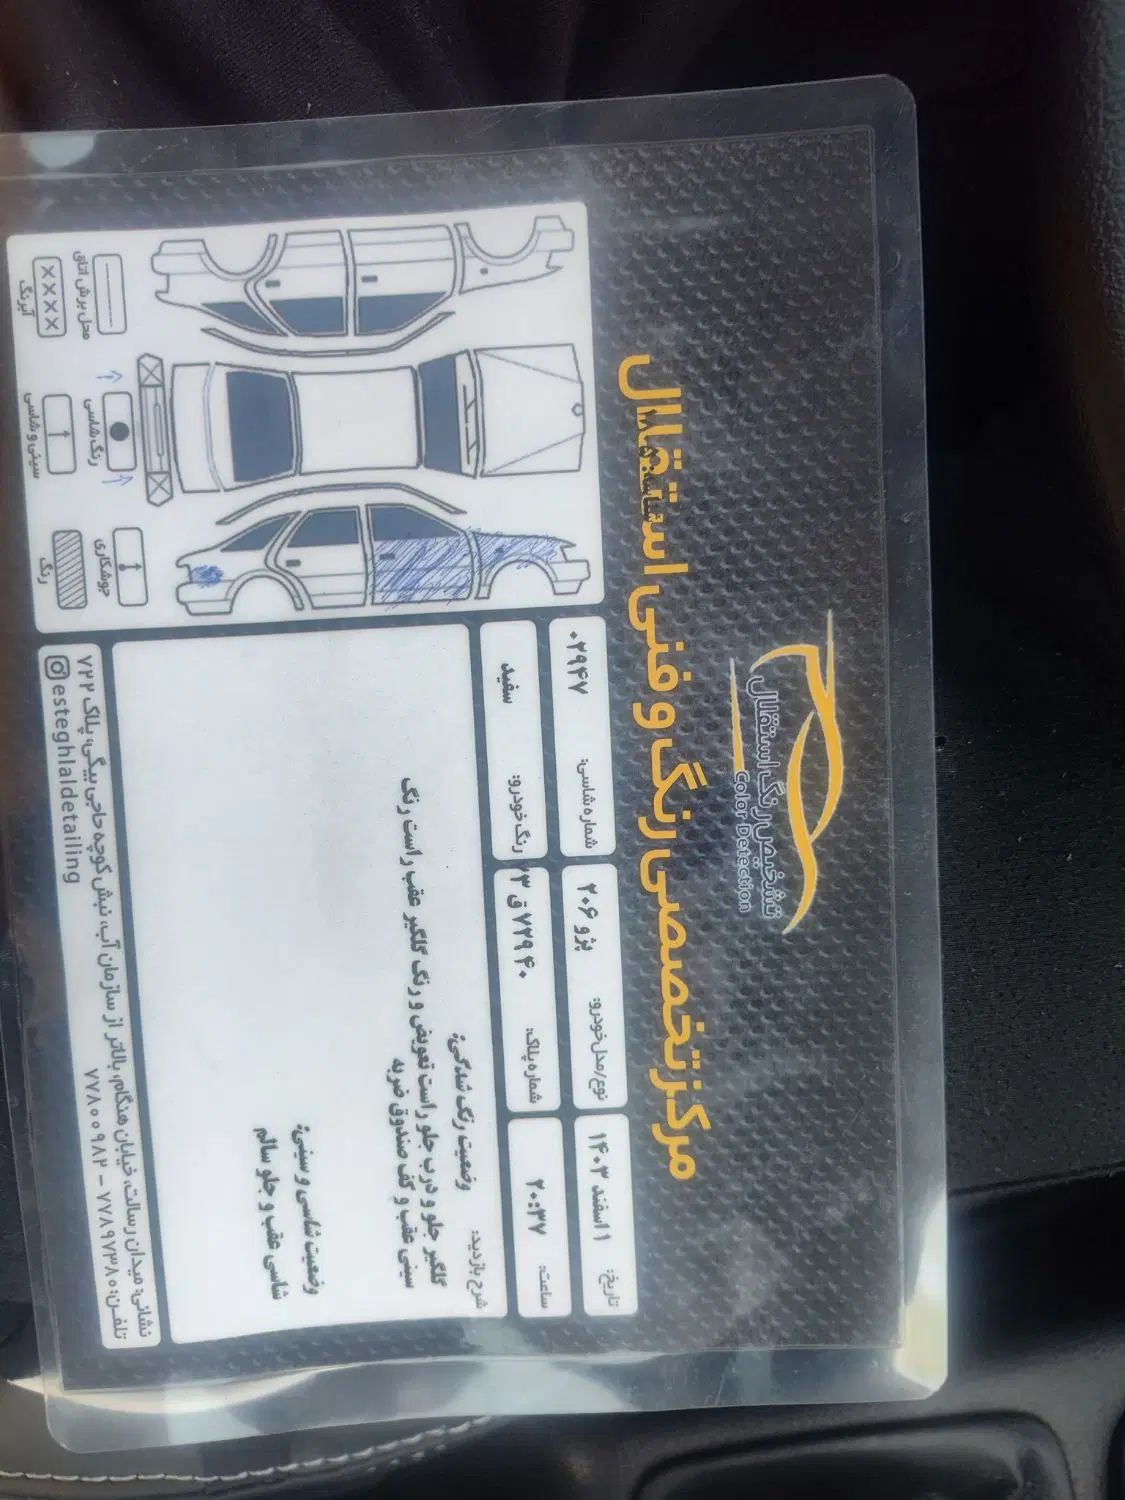 تشخیص رنگ استقلال
Color Detection
مرکز تخصصی رنگ و فنی استقلال
تاریخ: ۱ اسفند ۱۴۰۳
نوع/مدل خودرو: پژو ۲۰۶
شماره شاسی: ۰۲۹۴۷
ساعت: ۲۰:۳۷
شماره پلاک: ۴۰ ۷۲۹ ق ۳
رنگ خودرو: سفید
شرح بازدید:
وضعیت رنگ شدگی:
گلگیر جلو و درب جلو راست تعویض و رنگ گلگیر عقب راست رنگ
سینی عقب و کف صندوق ضربه
وضعیت شاسی و سینی:
شاسی عقب و جلو سالم
محل برش اتاق
رنگ شاسی
جوشکاری
آبرنگ
سینی و شاسی
رنگ
نشانی: میدان رسالت، خیابان هنگام، بالاتر از سازمان آب، نبش کوچه حاجی بیگی، پلاک ۷۲۲
تلفن: ۷۷۸۹۷۳۸۰ - ۷۷۸۰۰۹۸۲
esteghlaldetailing